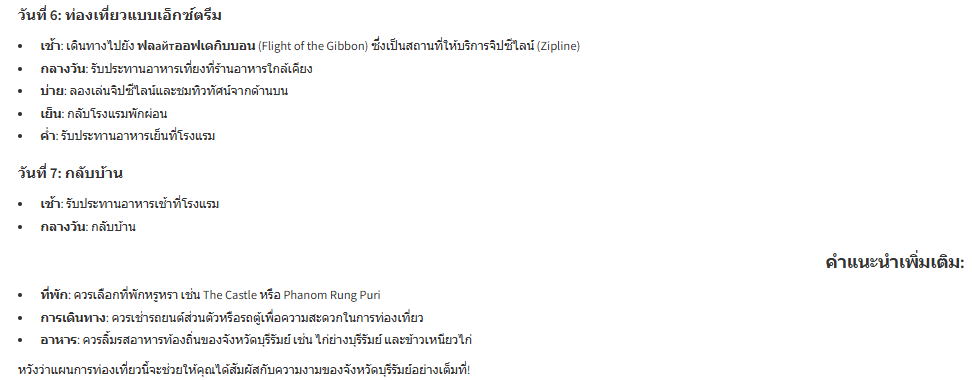 วันที่ 6: ท่องเที่ยวแบบเอ็กซ์ตรีม
• เช้า: เดินทางไปยัง ฟลайтออฟเดกิบบอน (Flight of the Gibbon) ซึ่งเป็นสถานที่ให้บริการจิปซีไลน์ (Zipline)
• กลางวัน: รับประทานอาหารเที่ยงที่ร้านอาหารใกล้เคียง
• บ่าย: ลองเล่นจิปซีไลน์และชมทิวทัศน์จากด้านบน
• เย็น: กลับโรงแรมพักผ่อน
• ค่ำ: รับประทานอาหารเย็นที่โรงแรม
วันที่ 7: กลับบ้าน
• เช้า: รับประทานอาหารเช้าที่โรงแรม
• กลางวัน: กลับบ้าน
คำแนะนำเพิ่มเติม:
• ที่พัก: ควรเลือกที่พักหรูหรา เช่น The Castle หรือ Phanom Rung Puri
• การเดินทาง: ควรเช่ารถยนต์ส่วนตัวหรือรถตู้เพื่อความสะดวกในการท่องเที่ยว
• อาหาร: ควรลิ้มรสอาหารท้องถิ่นของจังหวัดบุรีรัมย์ เช่น ไก่ย่างบุรีรัมย์ และข้าวเหนียวไก่
หวังว่าแผนการท่องเที่ยวนี้จะช่วยให้คุณได้สัมผัสกับความงามของจังหวัดบุรีรัมย์อย่างเต็มที่!